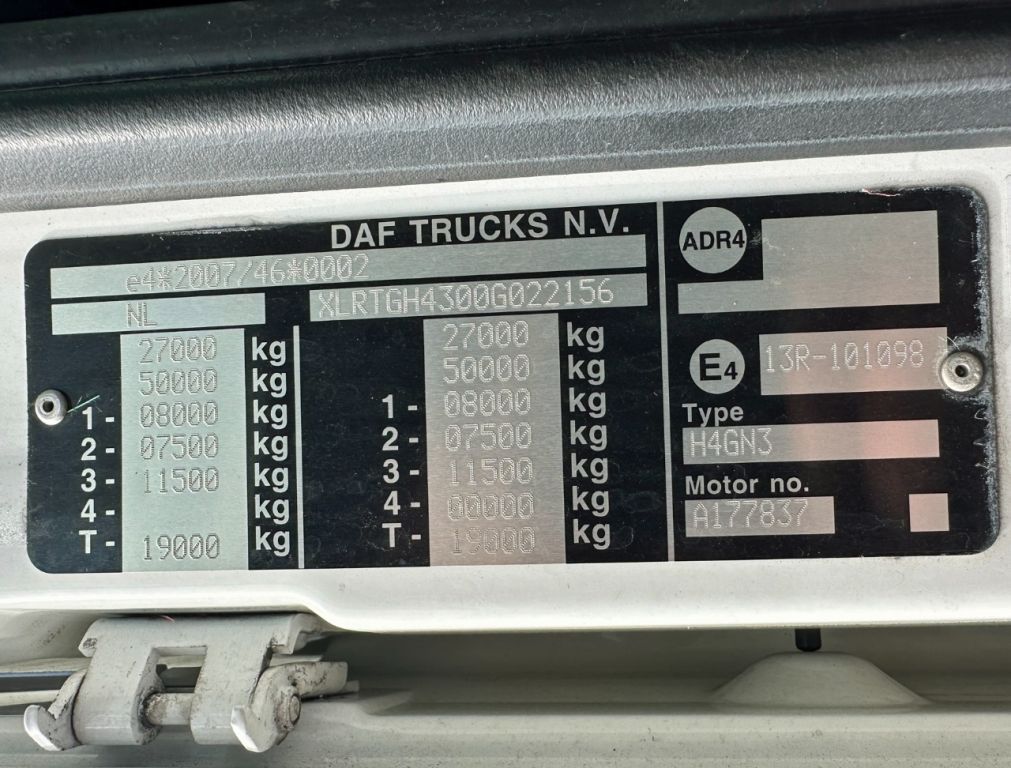 DAF TRUCKS N.V.
e4*2007/46*0002
NL
XLRTGH4300G022156
27000 kg
50000 kg
1- 08000 kg
2- 07500 kg
3- 11500 kg
4- kg
T- 19000 kg
27000 kg
50000 kg
1- 08000 kg
2- 07500 kg
3- 11500 kg
4- 00000 kg
T- 19000 kg
ADR4
E4 13R-101098
Type
H4GN3
Motor no.
A177837